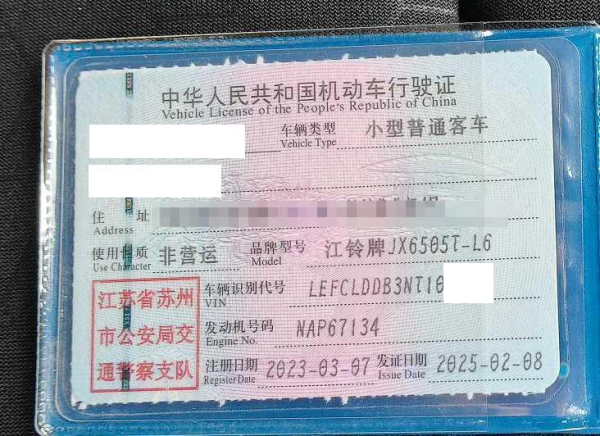 中华人民共和国机动车行驶证
Vehicle License of the People's Republic of China
车辆类型 小型普通客车
Vehicle Type
住 址
Address
使用性质 非营运 品牌型号 江铃牌JX6505T-L6
Use Character Model
江苏省苏州 车辆识别代号 LEFCLDDB3NT10
VIN
市公安局交 发动机号码 NAP67134
Engine No.
通警察支队 注册日期 2023-03-07 发证日期 2025-02-08
Register Date Issue Date